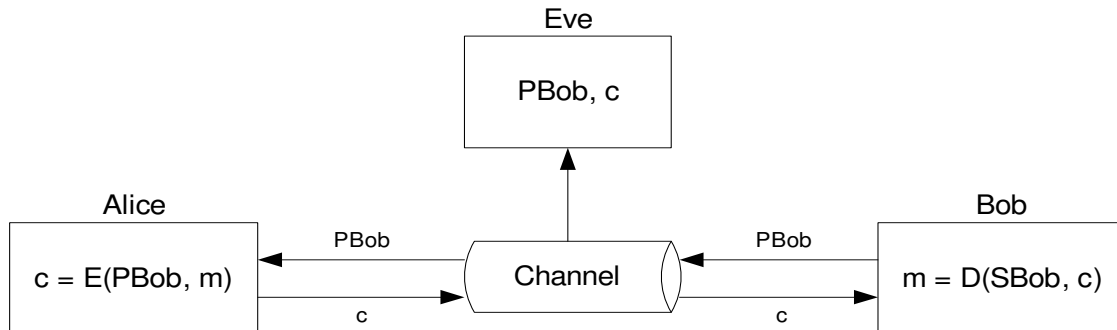 Eve
PBob, c
Alice
Bob
PBob
PBob
c = E(PBob, m)
Channel
m = D(SBob, c)
c
c